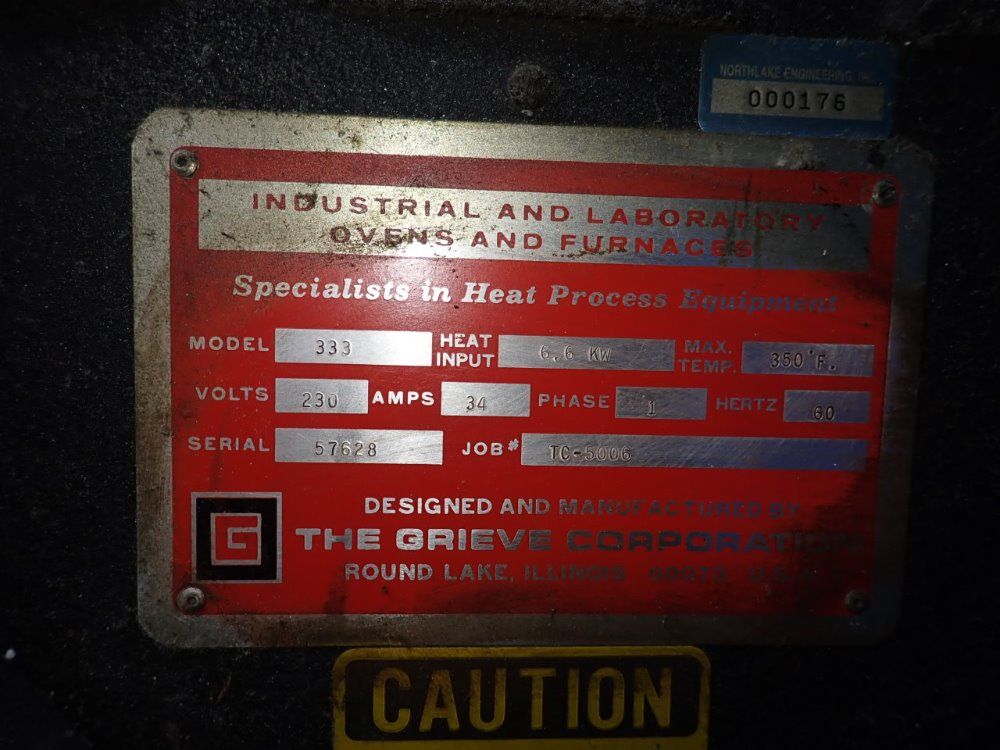 NORTHLAKE ENGINEERING, INC.
000176
INDUSTRIAL AND LABORATORY
OVENS AND FURNACES
Specialists in Heat Process Equipment
MODEL 333 HEAT INPUT 6.6 KW MAX. TEMP. 350°F.
VOLTS 230 AMPS 34 PHASE 1 HERTZ 60
SERIAL 57628 JOB# TC-5006
DESIGNED AND MANUFACTURED BY
G THE GRIEVE CORPORATION
ROUND LAKE, ILLINOIS 60073 U.S.A.
CAUTION